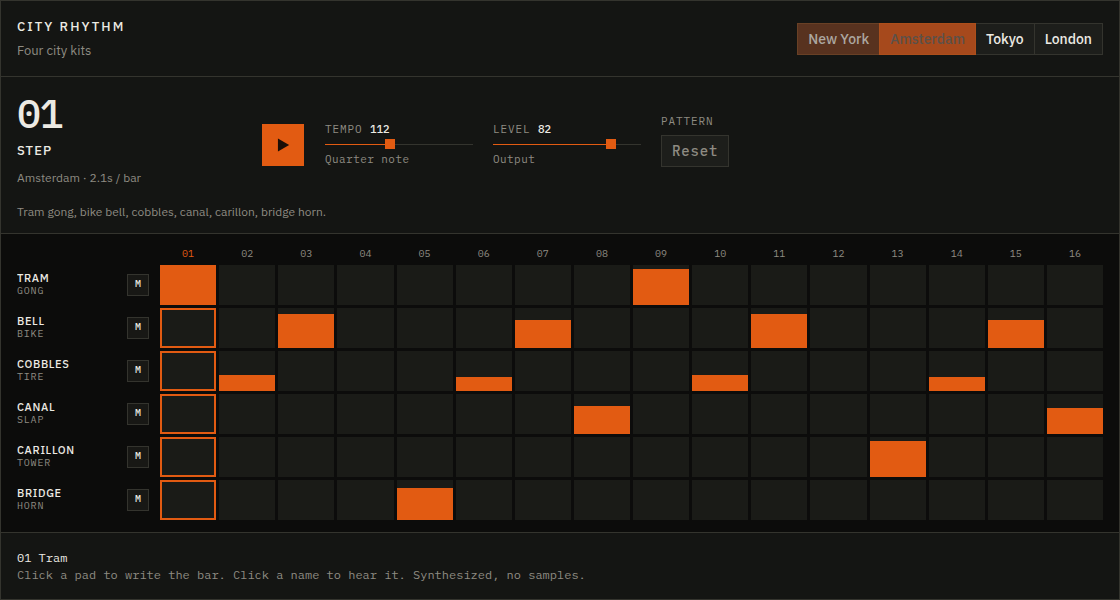 CITY RHYTHM
Four city kits
New York Amsterdam Tokyo London
01
STEP
Amsterdam · 2.1s / bar
TEMPO 112
Quarter note
LEVEL 82
Output
PATTERN
Reset
Tram gong, bike bell, cobbles, canal, carillon, bridge horn.
01 02 03 04 05 06 07 08 09 10 11 12 13 14 15 16
TRAM
GONG
M
BELL
BIKE
M
COBBLES
TIRE
M
CANAL
SLAP
M
CARILLON
TOWER
M
BRIDGE
HORN
M
01 Tram
Click a pad to write the bar. Click a name to hear it. Synthesized, no samples.